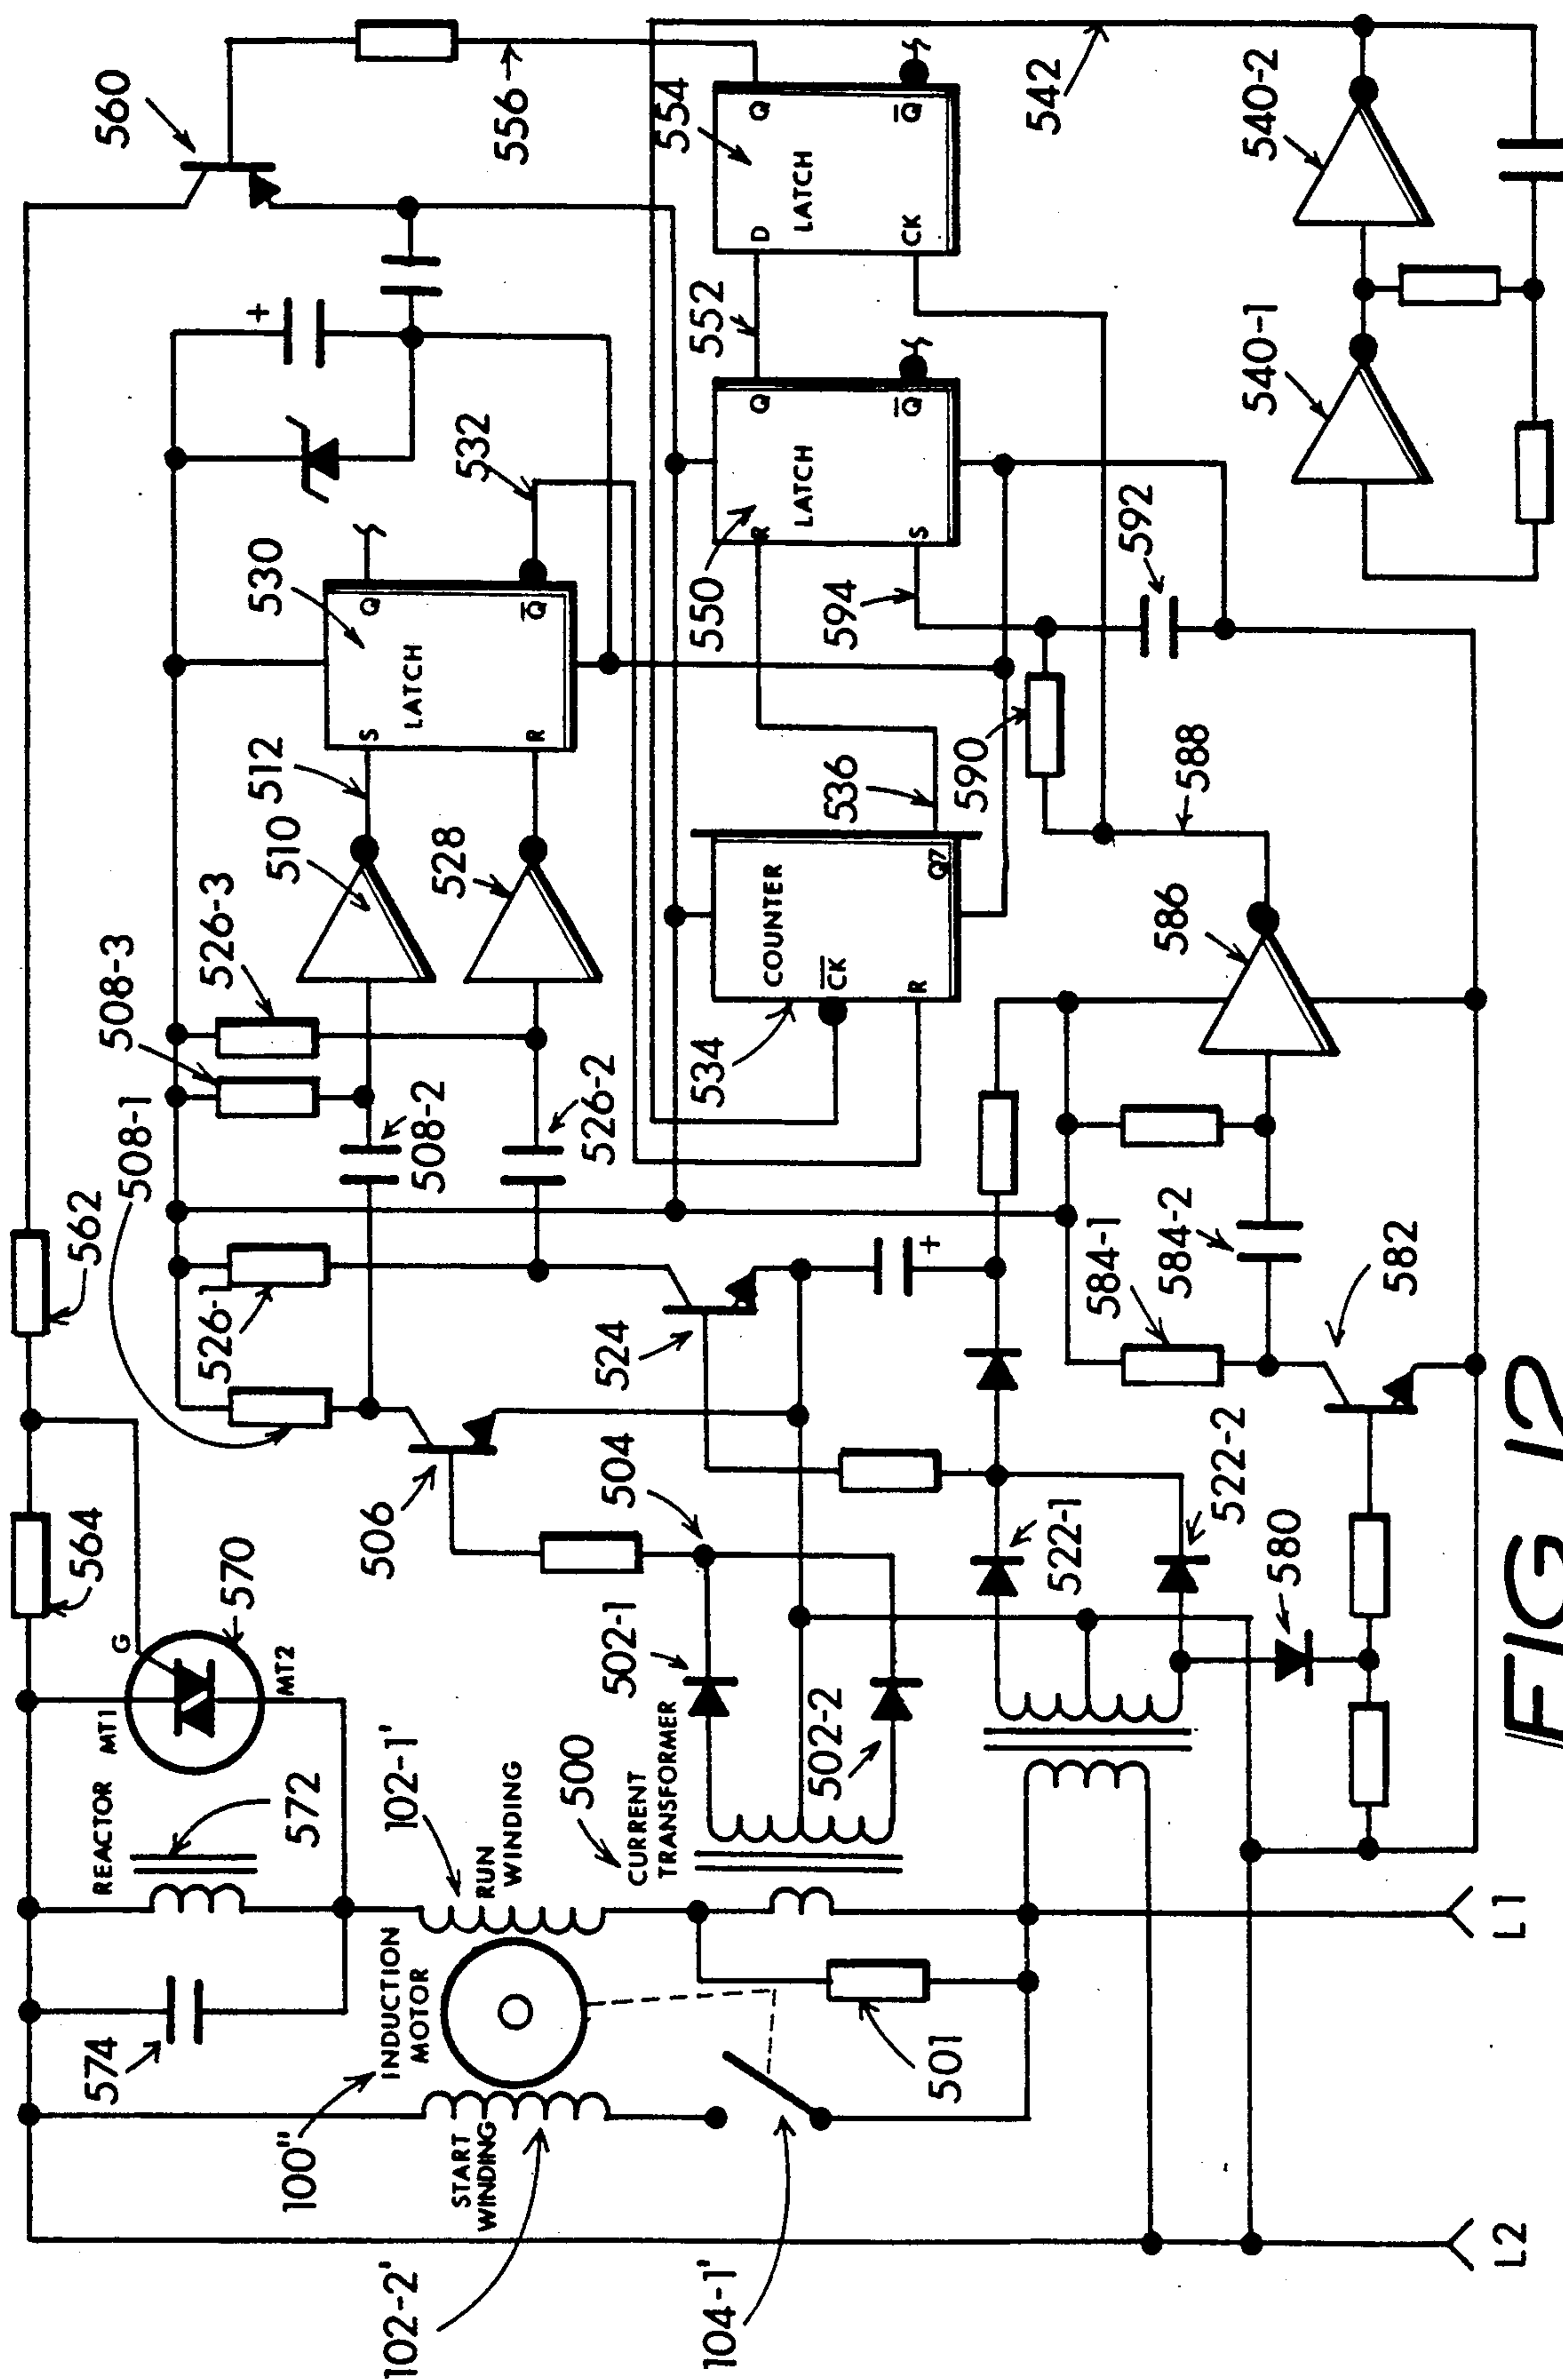 560
556
562
508-1
508-3
526-3
510
512
530
532
S
R
Q
Q̅
LATCH
528
508-2
526-2
526-1
564
570
G
MT1
MT2
REACTOR
572
574
506
524
504
502-1
502-2
102-1'
RUN
WINDING
500
CURRENT
TRANSFORMER
INDUCTION
MOTOR
100"
START
WINDING
102-2'
104-1'
501
522-1
522-2
580
582
584-1
584-2
586
588
590
592
594
534
COUNTER
C̅K̅
R
Q7
536
550
R
S
LATCH
Q
Q̅
552
554
D
CK
LATCH
Q
Q̅
542
540-1
540-2
L1
L2
FIG 12